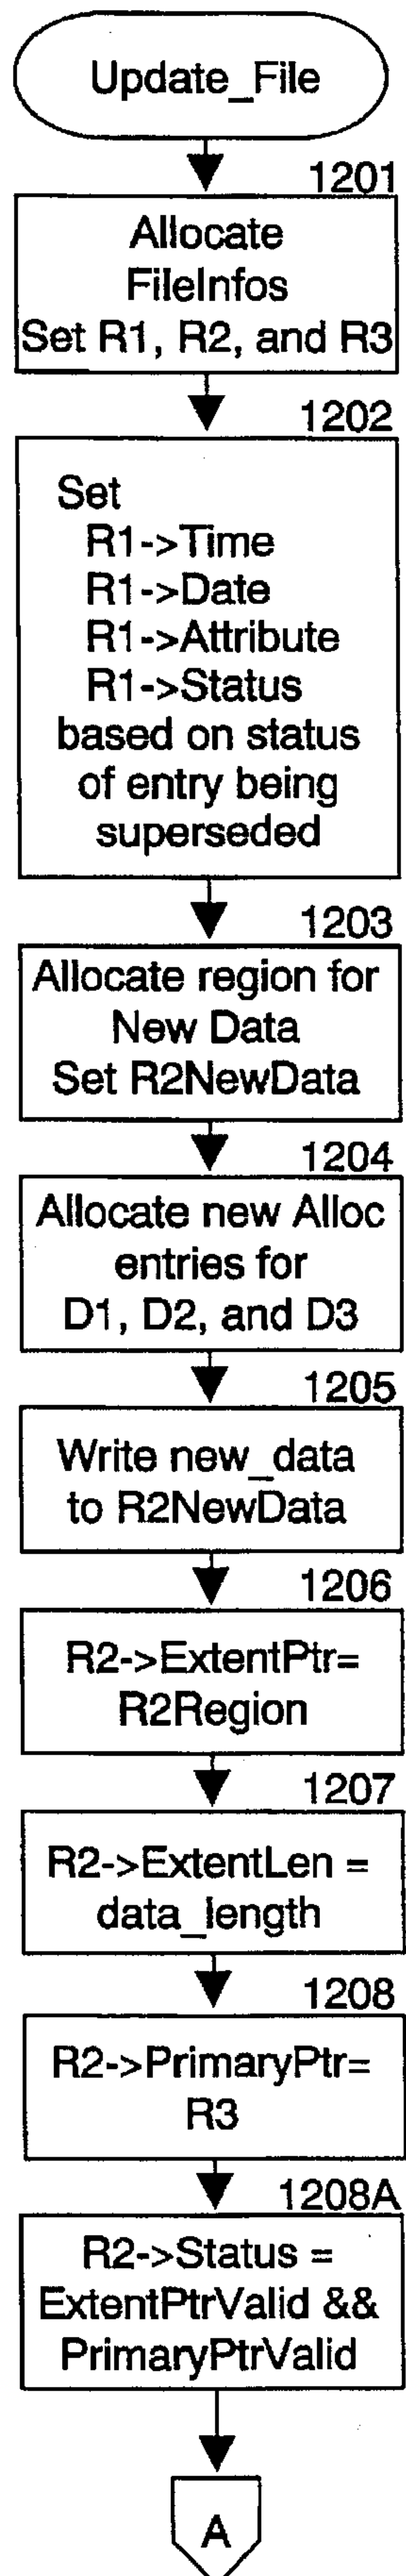 Update_File
1201
Allocate
FileInfos
Set R1, R2, and R3
1202
Set
R1->Time
R1->Date
R1->Attribute
R1->Status
based on status
of entry being
superseded
1203
Allocate region for
New Data
Set R2NewData
1204
Allocate new Alloc
entries for
D1, D2, and D3
1205
Write new_data
to R2NewData
1206
R2->ExtentPtr=
R2Region
1207
R2->ExtentLen =
data_length
1208
R2->PrimaryPtr=
R3
1208A
R2->Status =
ExtentPtrValid &&
PrimaryPtrValid
A